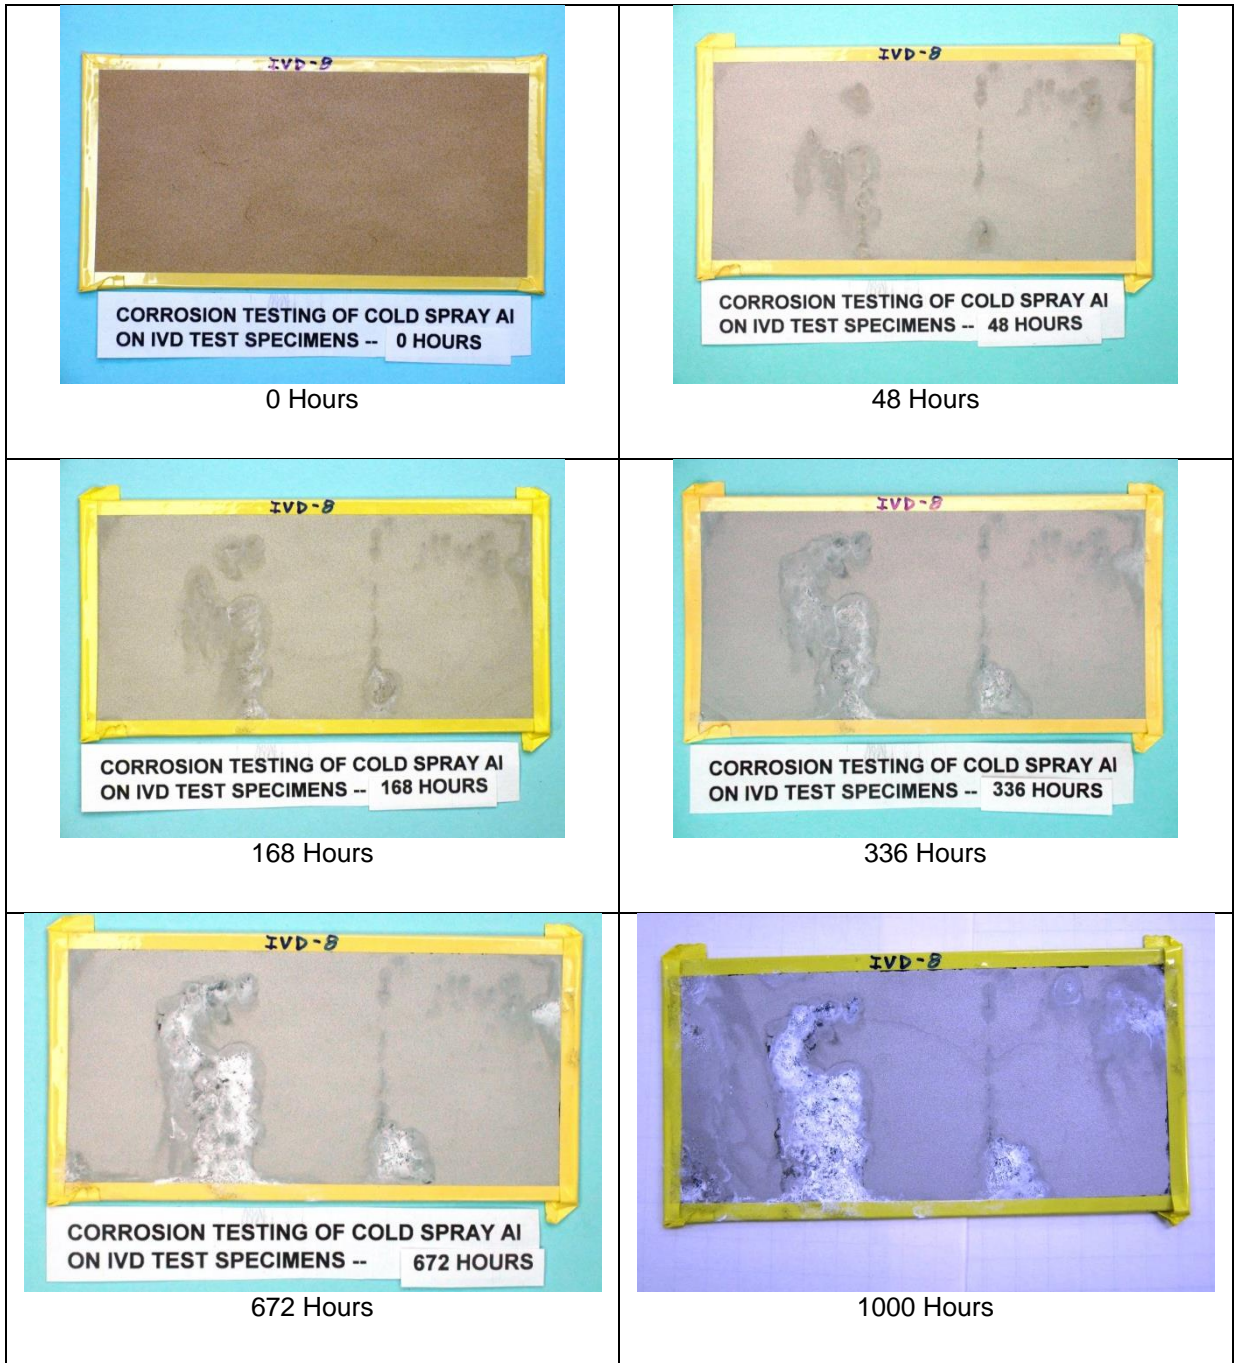 IVD-8
CORROSION TESTING OF COLD SPRAY Al
ON IVD TEST SPECIMENS -- 0 HOURS
0 Hours
IVD-8
CORROSION TESTING OF COLD SPRAY Al
ON IVD TEST SPECIMENS -- 48 HOURS
48 Hours
IVD-8
CORROSION TESTING OF COLD SPRAY Al
ON IVD TEST SPECIMENS -- 168 HOURS
168 Hours
IVD-8
CORROSION TESTING OF COLD SPRAY Al
ON IVD TEST SPECIMENS -- 336 HOURS
336 Hours
IVD-8
CORROSION TESTING OF COLD SPRAY Al
ON IVD TEST SPECIMENS -- 672 HOURS
672 Hours
IVD-8
1000 Hours